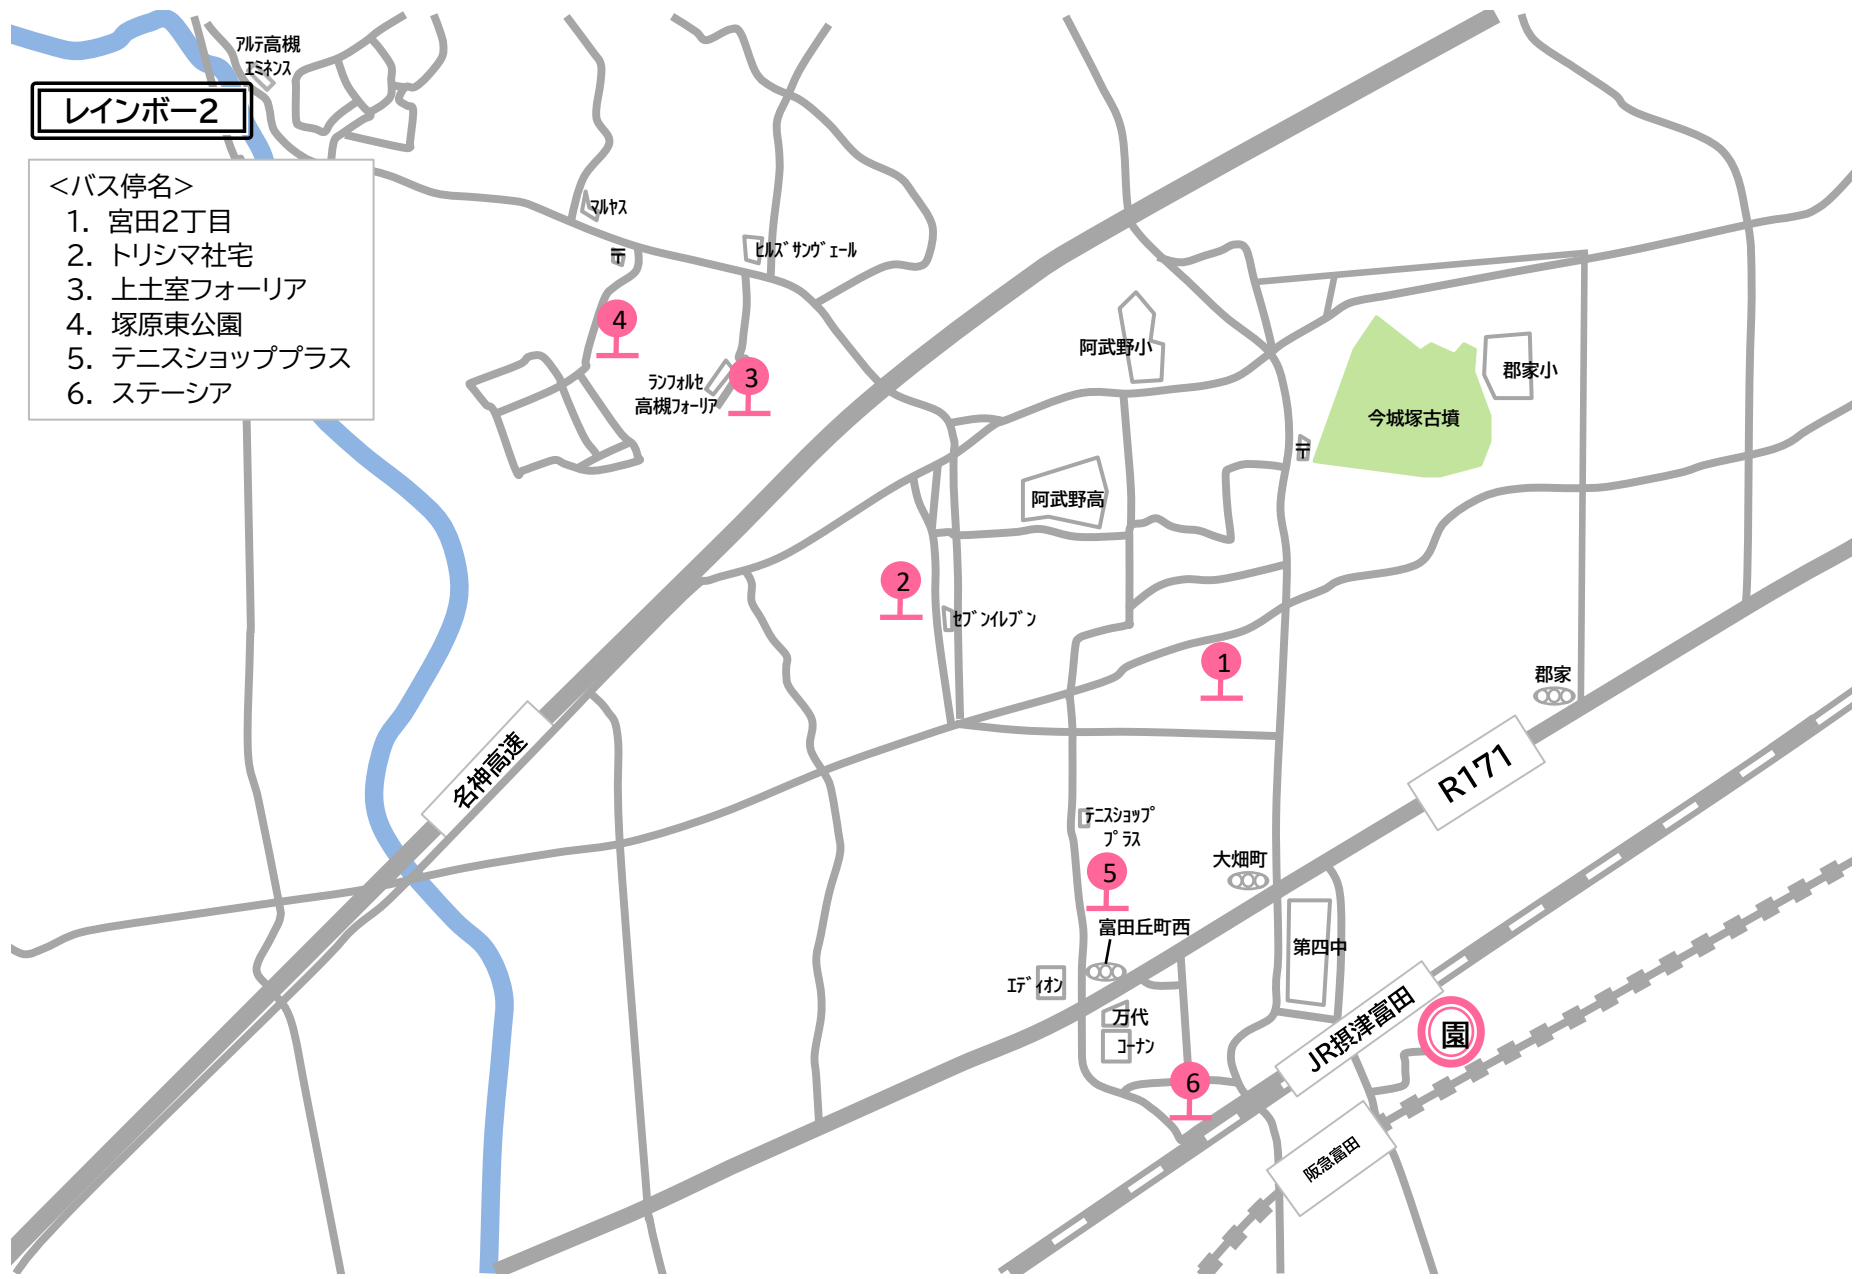 アルテ高槻
エミネンス
レインボー2
<バス停名>
1. 宮田2丁目
2. トリシマ社宅
3. 上土室フォーリア
4. 塚原東公園
5. テニスショッププラス
6. ステーシア
マルヤス
〒
ヒルズサンヴェール
4
ランフォルセ
高槻フォーリア
3
阿武野小
郡家小
今城塚古墳
〒
阿武野高
2
セブンイレブン
1
郡家
名神高速
R171
テニスショップ
プラス
大畑町
5
富田丘町西
第四中
エディオン
万代
コーナン
JR摂津富田
園
6
阪急富田